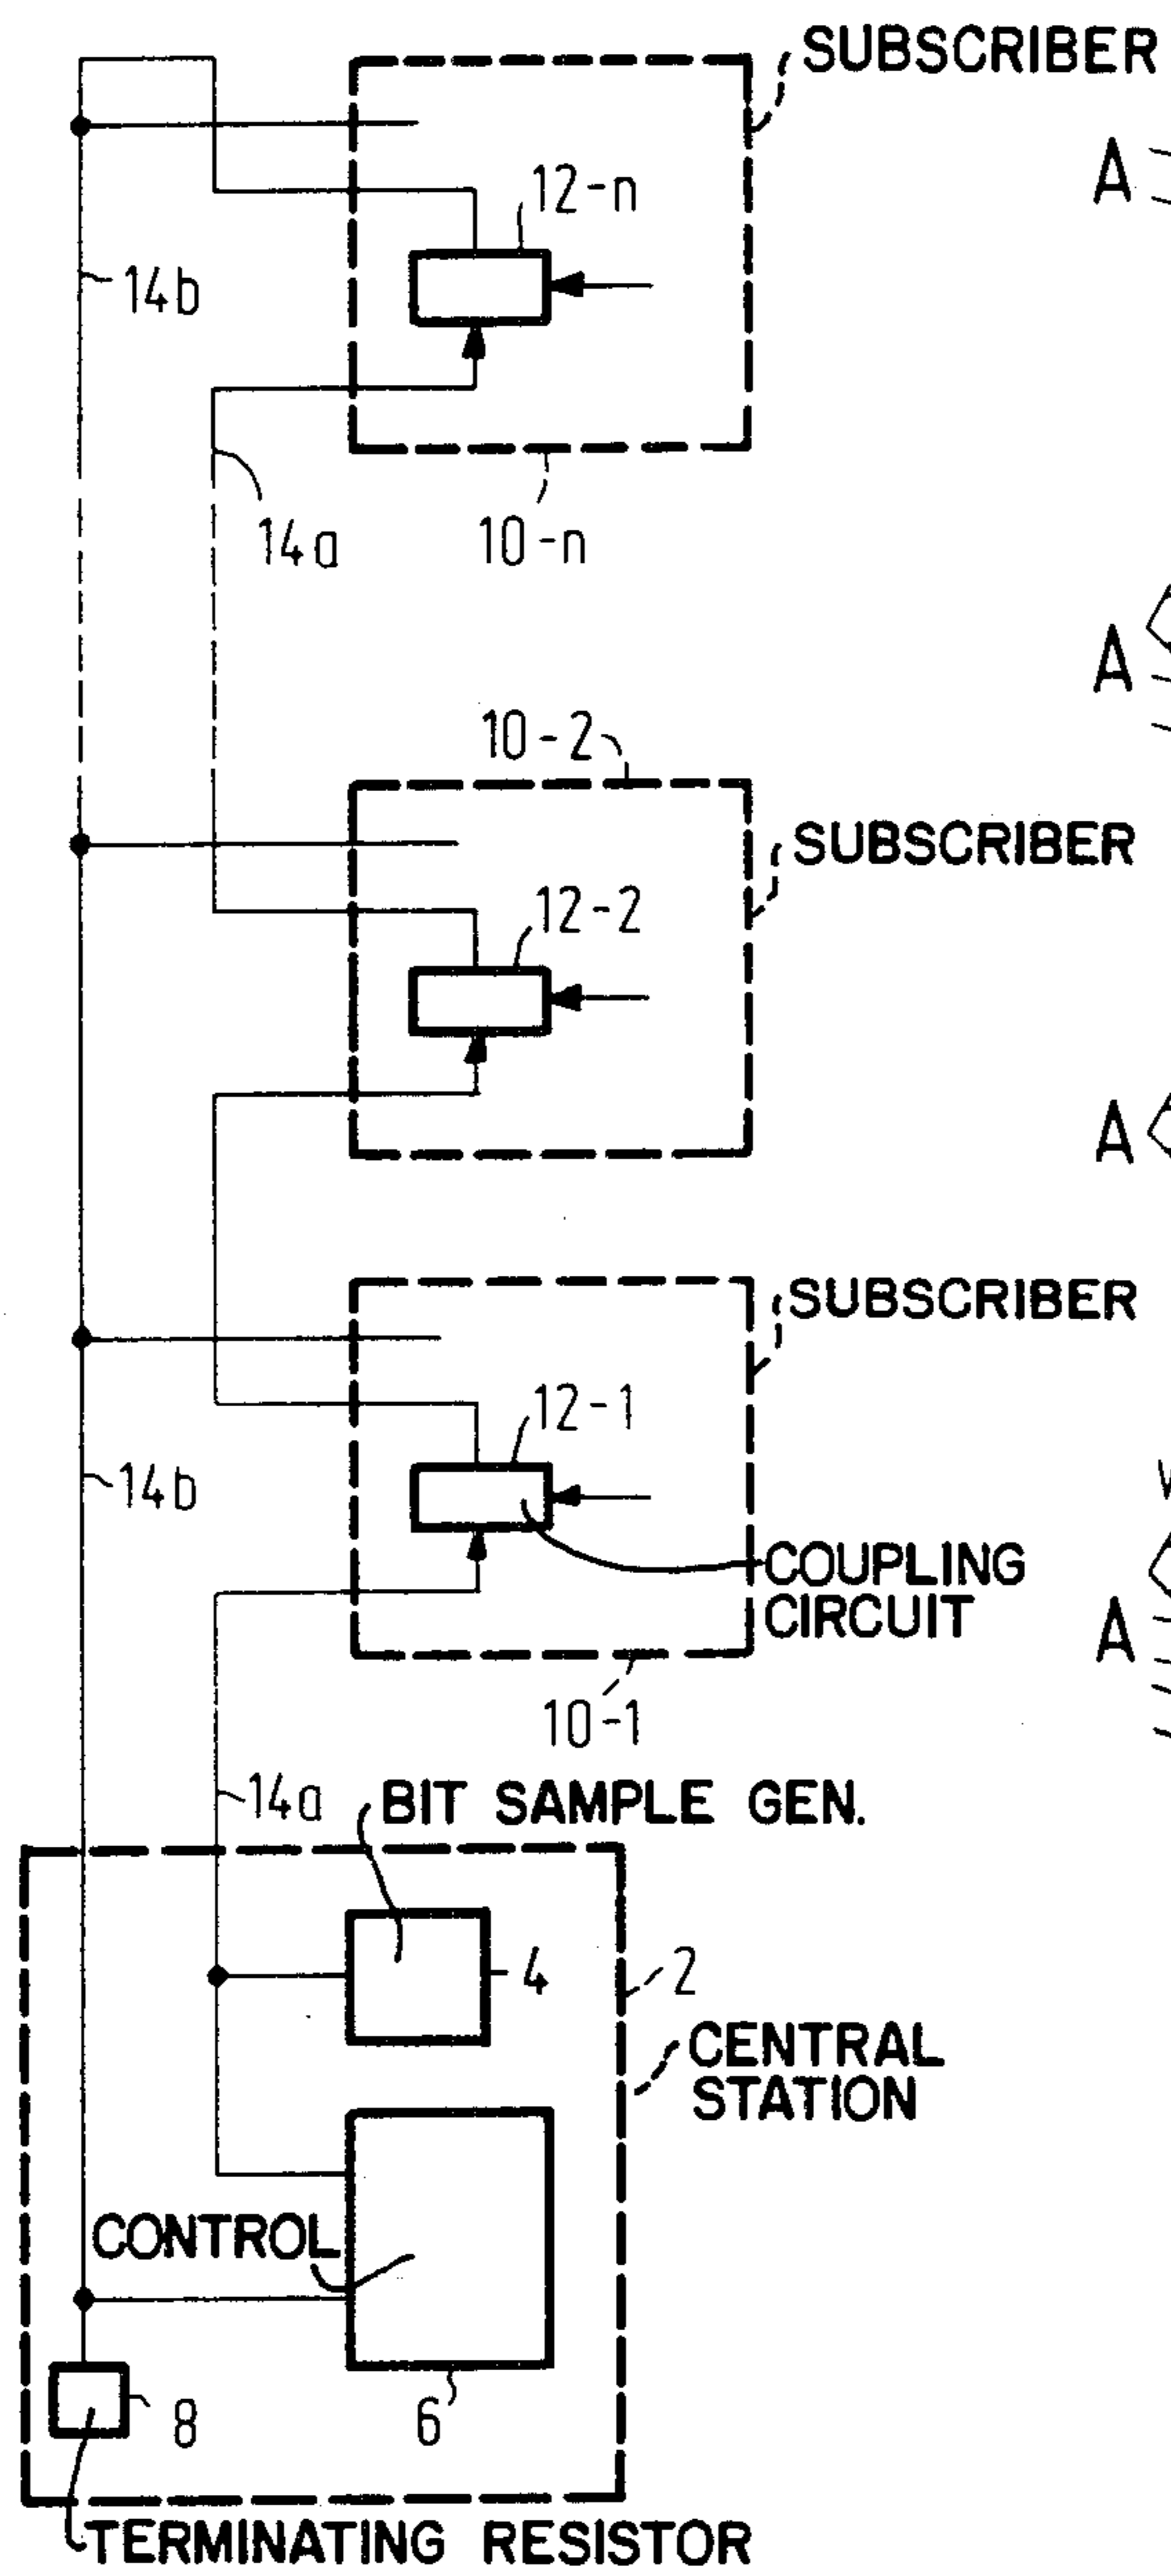 SUBSCRIBER
A
12-n
14b
14a
10-n
A
10-2
SUBSCRIBER
12-2
A
SUBSCRIBER
12-1
14b
COUPLING
CIRCUIT
A
10-1
14a
BIT SAMPLE GEN.
4
2
CENTRAL
STATION
CONTROL
6
8
TERMINATING RESISTOR